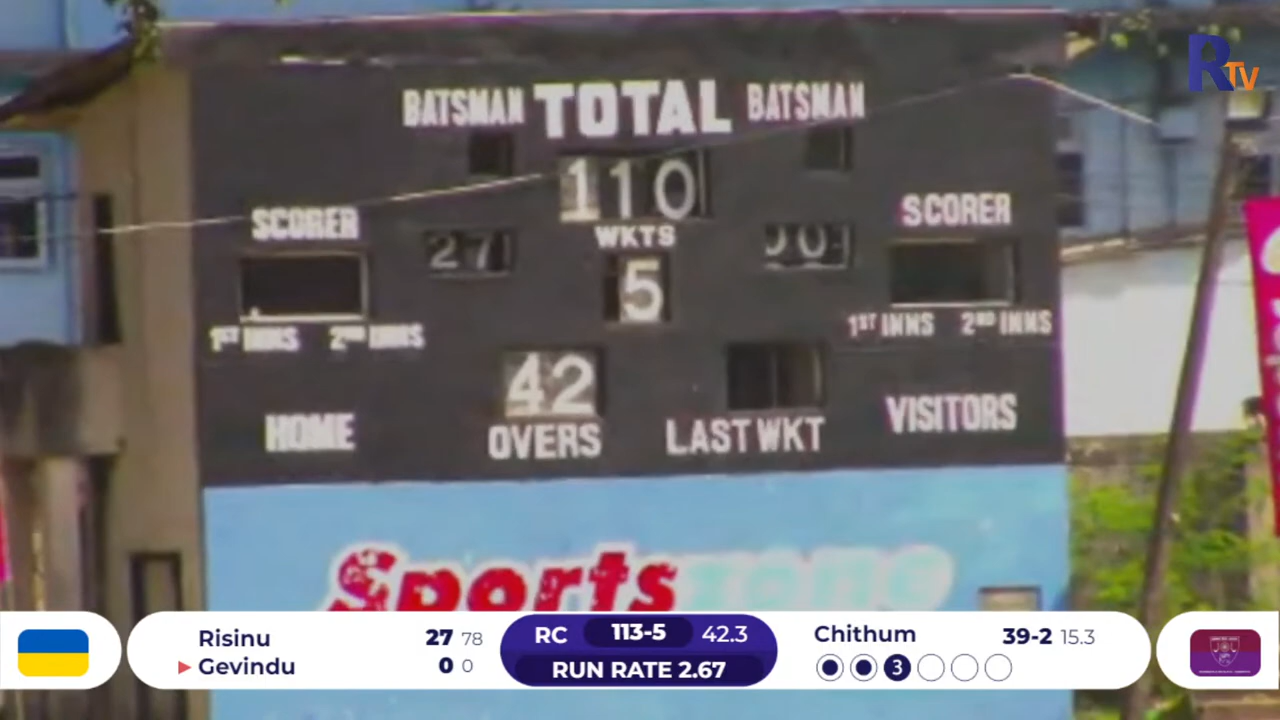 RTV
BATSMAN TOTAL BATSMAN
110
SCORER SCORER
27 WKTS 00
5
1ST INNS 2ND INNS 1ST INNS 2ND INNS
42
HOME OVERS LAST WKT VISITORS
Sportszone
Risinu 27 78
Gevindu 0 0
RC 113-5 42.3
RUN RATE 2.67
Chithum 39-2 15.3
3